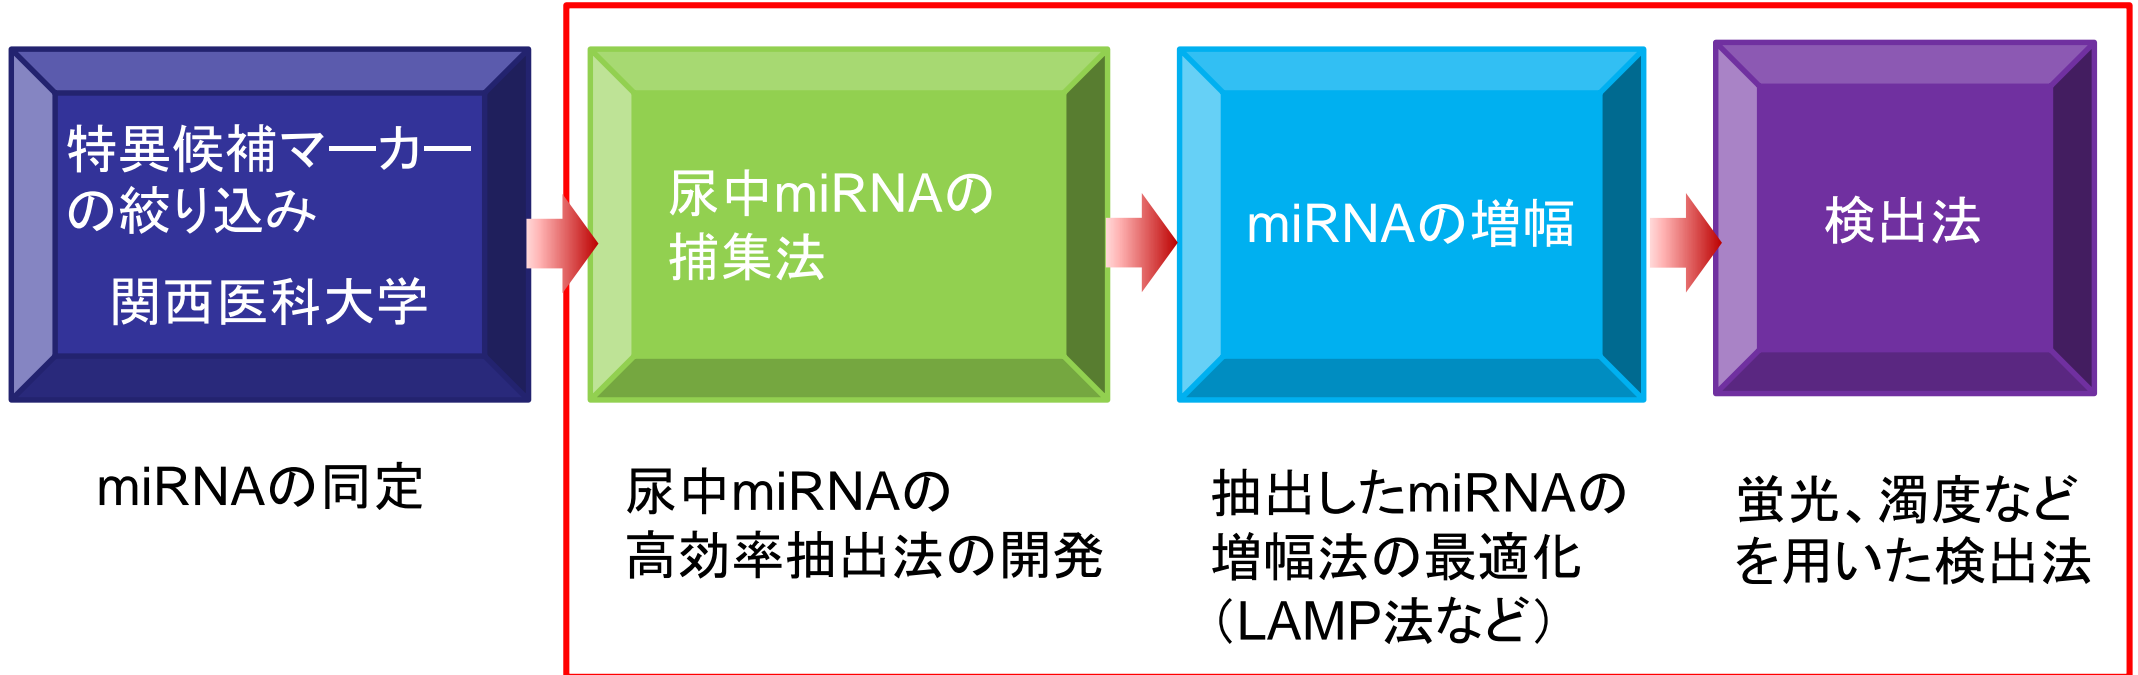 特異候補マーカー
の絞り込み
関西医科大学
尿中miRNAの
捕集法
miRNAの増幅
検出法
miRNAの同定
尿中miRNAの
高効率抽出法の開発
抽出したmiRNAの
増幅法の最適化
（LAMP法など）
蛍光、濁度など
を用いた検出法